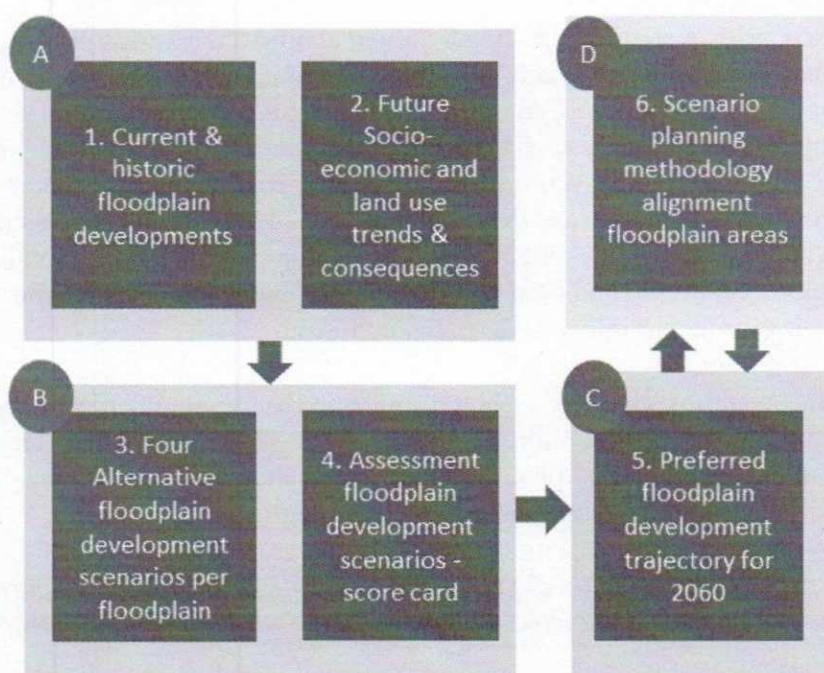 A
1. Current &
historic
floodplain
developments
2. Future
Socio-
economic and
land use
trends &
consequences
B
3. Four
Alternative
floodplain
development
scenarios per
floodplain
4. Assessment
floodplain
development
scenarios -
score card
C
5. Preferred
floodplain
development
trajectory for
2060
D
6. Scenario
planning
methodology
alignment
floodplain areas